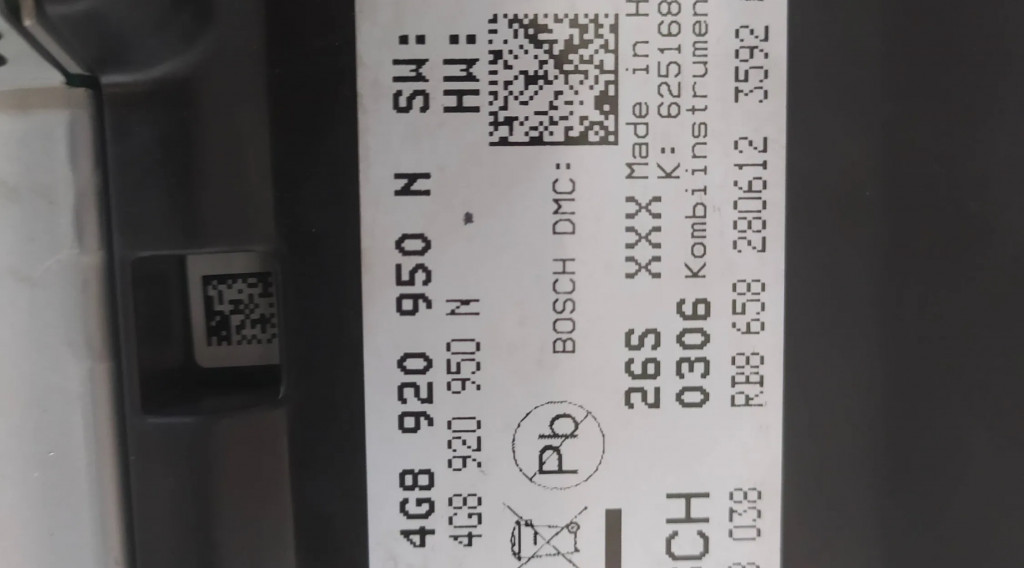 4G8 920 950 N SW:
4G8 920 950 N HW:
BOSCH DMC:
Pb
26S XXX Made in H
K: 625168
CH 0306 Kombiinstrumen
038 RB8 658 280612 3592